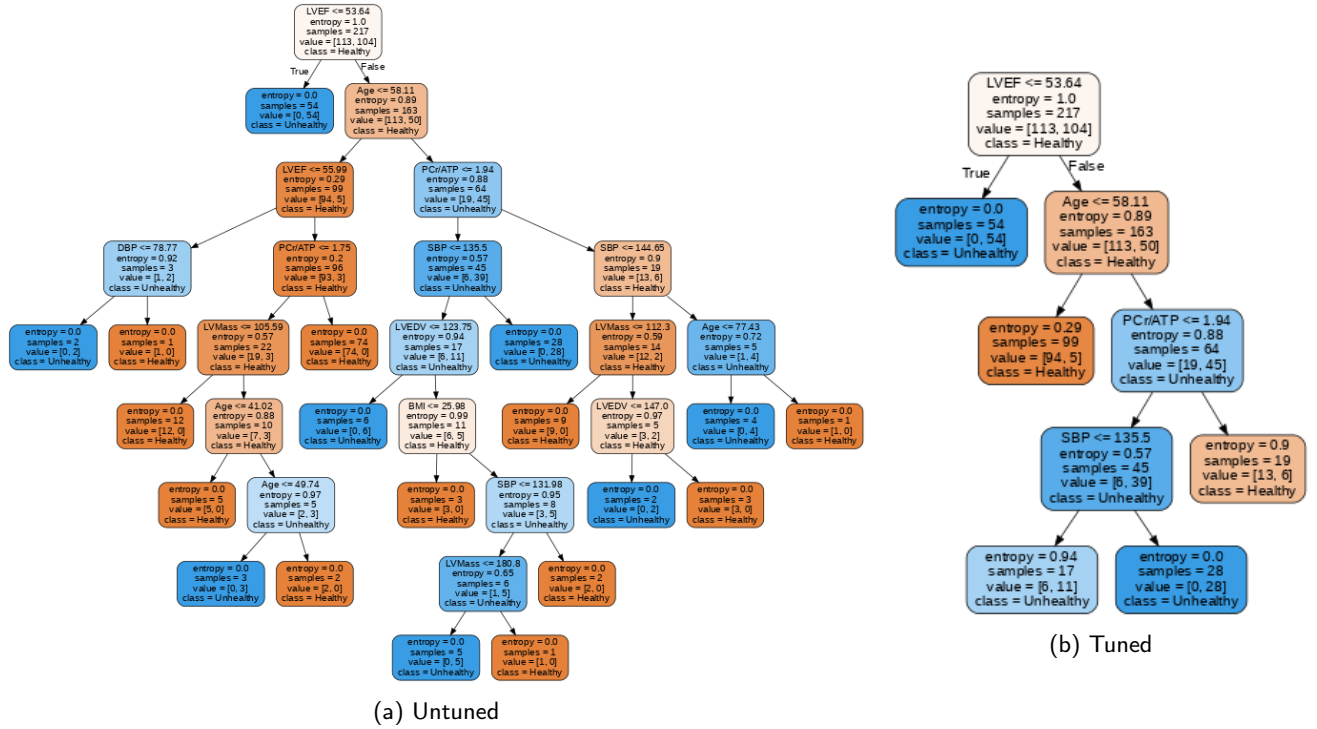 LVEF <= 53.64
entropy = 1.0
samples = 217
value = [113, 104]
class = Healthy
True
False
entropy = 0.0
samples = 54
value = [0, 54]
class = Unhealthy
Age <= 58.11
entropy = 0.89
samples = 163
value = [113, 50]
class = Healthy
LVEF <= 55.99
entropy = 0.29
samples = 99
value = [94, 5]
class = Healthy
PCr/ATP <= 1.94
entropy = 0.88
samples = 64
value = [19, 45]
class = Unhealthy
DBP <= 78.77
entropy = 0.92
samples = 3
value = [1, 2]
class = Unhealthy
PCr/ATP <= 1.75
entropy = 0.2
samples = 96
value = [93, 3]
class = Healthy
SBP <= 135.5
entropy = 0.57
samples = 45
value = [6, 39]
class = Unhealthy
SBP <= 144.65
entropy = 0.9
samples = 19
value = [13, 6]
class = Healthy
entropy = 0.0
samples = 2
value = [0, 2]
class = Unhealthy
entropy = 0.0
samples = 1
value = [1, 0]
class = Healthy
LVMass <= 105.59
entropy = 0.57
samples = 22
value = [19, 3]
class = Healthy
entropy = 0.0
samples = 74
value = [74, 0]
class = Healthy
LVEDV <= 123.75
entropy = 0.94
samples = 17
value = [6, 11]
class = Unhealthy
entropy = 0.0
samples = 28
value = [0, 28]
class = Unhealthy
LVMass <= 112.3
entropy = 0.59
samples = 14
value = [12, 2]
class = Healthy
Age <= 77.43
entropy = 0.72
samples = 5
value = [1, 4]
class = Unhealthy
entropy = 0.0
samples = 12
value = [12, 0]
class = Healthy
Age <= 41.02
entropy = 0.88
samples = 10
value = [7, 3]
class = Healthy
entropy = 0.0
samples = 6
value = [0, 6]
class = Unhealthy
BMI <= 25.98
entropy = 0.99
samples = 11
value = [6, 5]
class = Healthy
entropy = 0.0
samples = 9
value = [9, 0]
class = Healthy
LVEDV <= 147.0
entropy = 0.97
samples = 5
value = [3, 2]
class = Healthy
entropy = 0.0
samples = 4
value = [0, 4]
class = Unhealthy
entropy = 0.0
samples = 1
value = [1, 0]
class = Healthy
entropy = 0.0
samples = 5
value = [5, 0]
class = Healthy
Age <= 49.74
entropy = 0.97
samples = 5
value = [2, 3]
class = Unhealthy
entropy = 0.0
samples = 3
value = [3, 0]
class = Healthy
SBP <= 131.98
entropy = 0.95
samples = 8
value = [3, 5]
class = Unhealthy
entropy = 0.0
samples = 2
value = [0, 2]
class = Unhealthy
entropy = 0.0
samples = 3
value = [3, 0]
class = Healthy
entropy = 0.0
samples = 3
value = [0, 3]
class = Unhealthy
entropy = 0.0
samples = 2
value = [2, 0]
class = Healthy
LVMass <= 180.8
entropy = 0.65
samples = 6
value = [1, 5]
class = Unhealthy
entropy = 0.0
samples = 2
value = [2, 0]
class = Healthy
entropy = 0.0
samples = 5
value = [0, 5]
class = Unhealthy
entropy = 0.0
samples = 1
value = [1, 0]
class = Healthy
(a) Untuned
LVEF <= 53.64
entropy = 1.0
samples = 217
value = [113, 104]
class = Healthy
True
False
entropy = 0.0
samples = 54
value = [0, 54]
class = Unhealthy
Age <= 58.11
entropy = 0.89
samples = 163
value = [113, 50]
class = Healthy
entropy = 0.29
samples = 99
value = [94, 5]
class = Healthy
PCr/ATP <= 1.94
entropy = 0.88
samples = 64
value = [19, 45]
class = Unhealthy
SBP <= 135.5
entropy = 0.57
samples = 45
value = [6, 39]
class = Unhealthy
entropy = 0.9
samples = 19
value = [13, 6]
class = Healthy
entropy = 0.94
samples = 17
value = [6, 11]
class = Unhealthy
entropy = 0.0
samples = 28
value = [0, 28]
class = Unhealthy
(b) Tuned